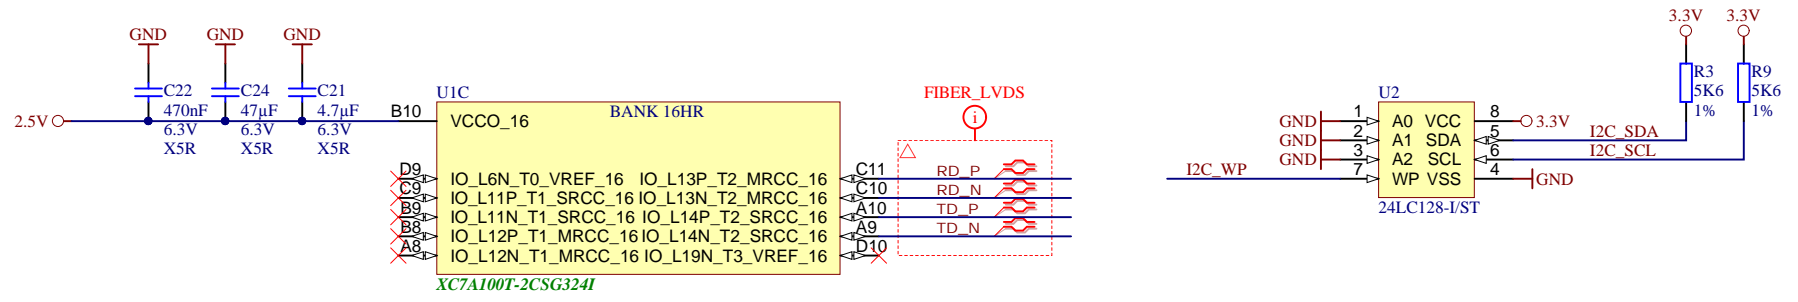 GND
GND
GND
C22
470nF
6.3V
X5R
C24
47µF
6.3V
X5R
C21
4.7µF
6.3V
X5R
2.5V
B10
U1C
BANK 16HR
VCCO_16
D9
IO_L6N_T0_VREF_16
C9
IO_L11P_T1_SRCC_16
B9
IO_L11N_T1_SRCC_16
B8
IO_L12P_T1_MRCC_16
A8
IO_L12N_T1_MRCC_16
IO_L13P_T2_MRCC_16
C11
IO_L13N_T2_MRCC_16
C10
IO_L14P_T2_SRCC_16
A10
IO_L14N_T2_SRCC_16
A9
IO_L19N_T3_VREF_16
D10
XC7A100T-2CSG324I
FIBER_LVDS
i
RD_P
RD_N
TD_P
TD_N
I2C_WP
GND
GND
GND
U2
1
A0
2
A1
3
A2
7
WP
VCC
8
3.3V
SDA
5
I2C_SDA
SCL
6
I2C_SCL
VSS
4
GND
24LC128-I/ST
3.3V
R3
5K6
1%
3.3V
R9
5K6
1%